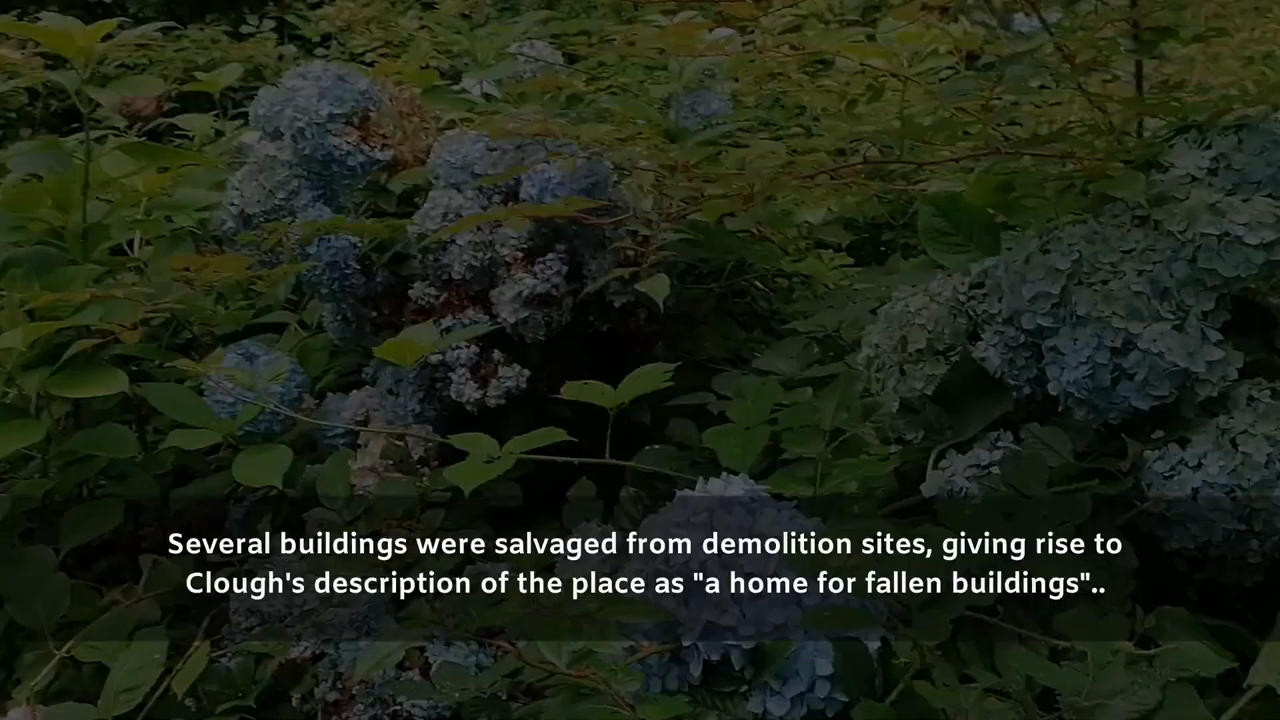 Several buildings were salvaged from demolition sites, giving rise to
Clough's description of the place as "a home for fallen buildings"..